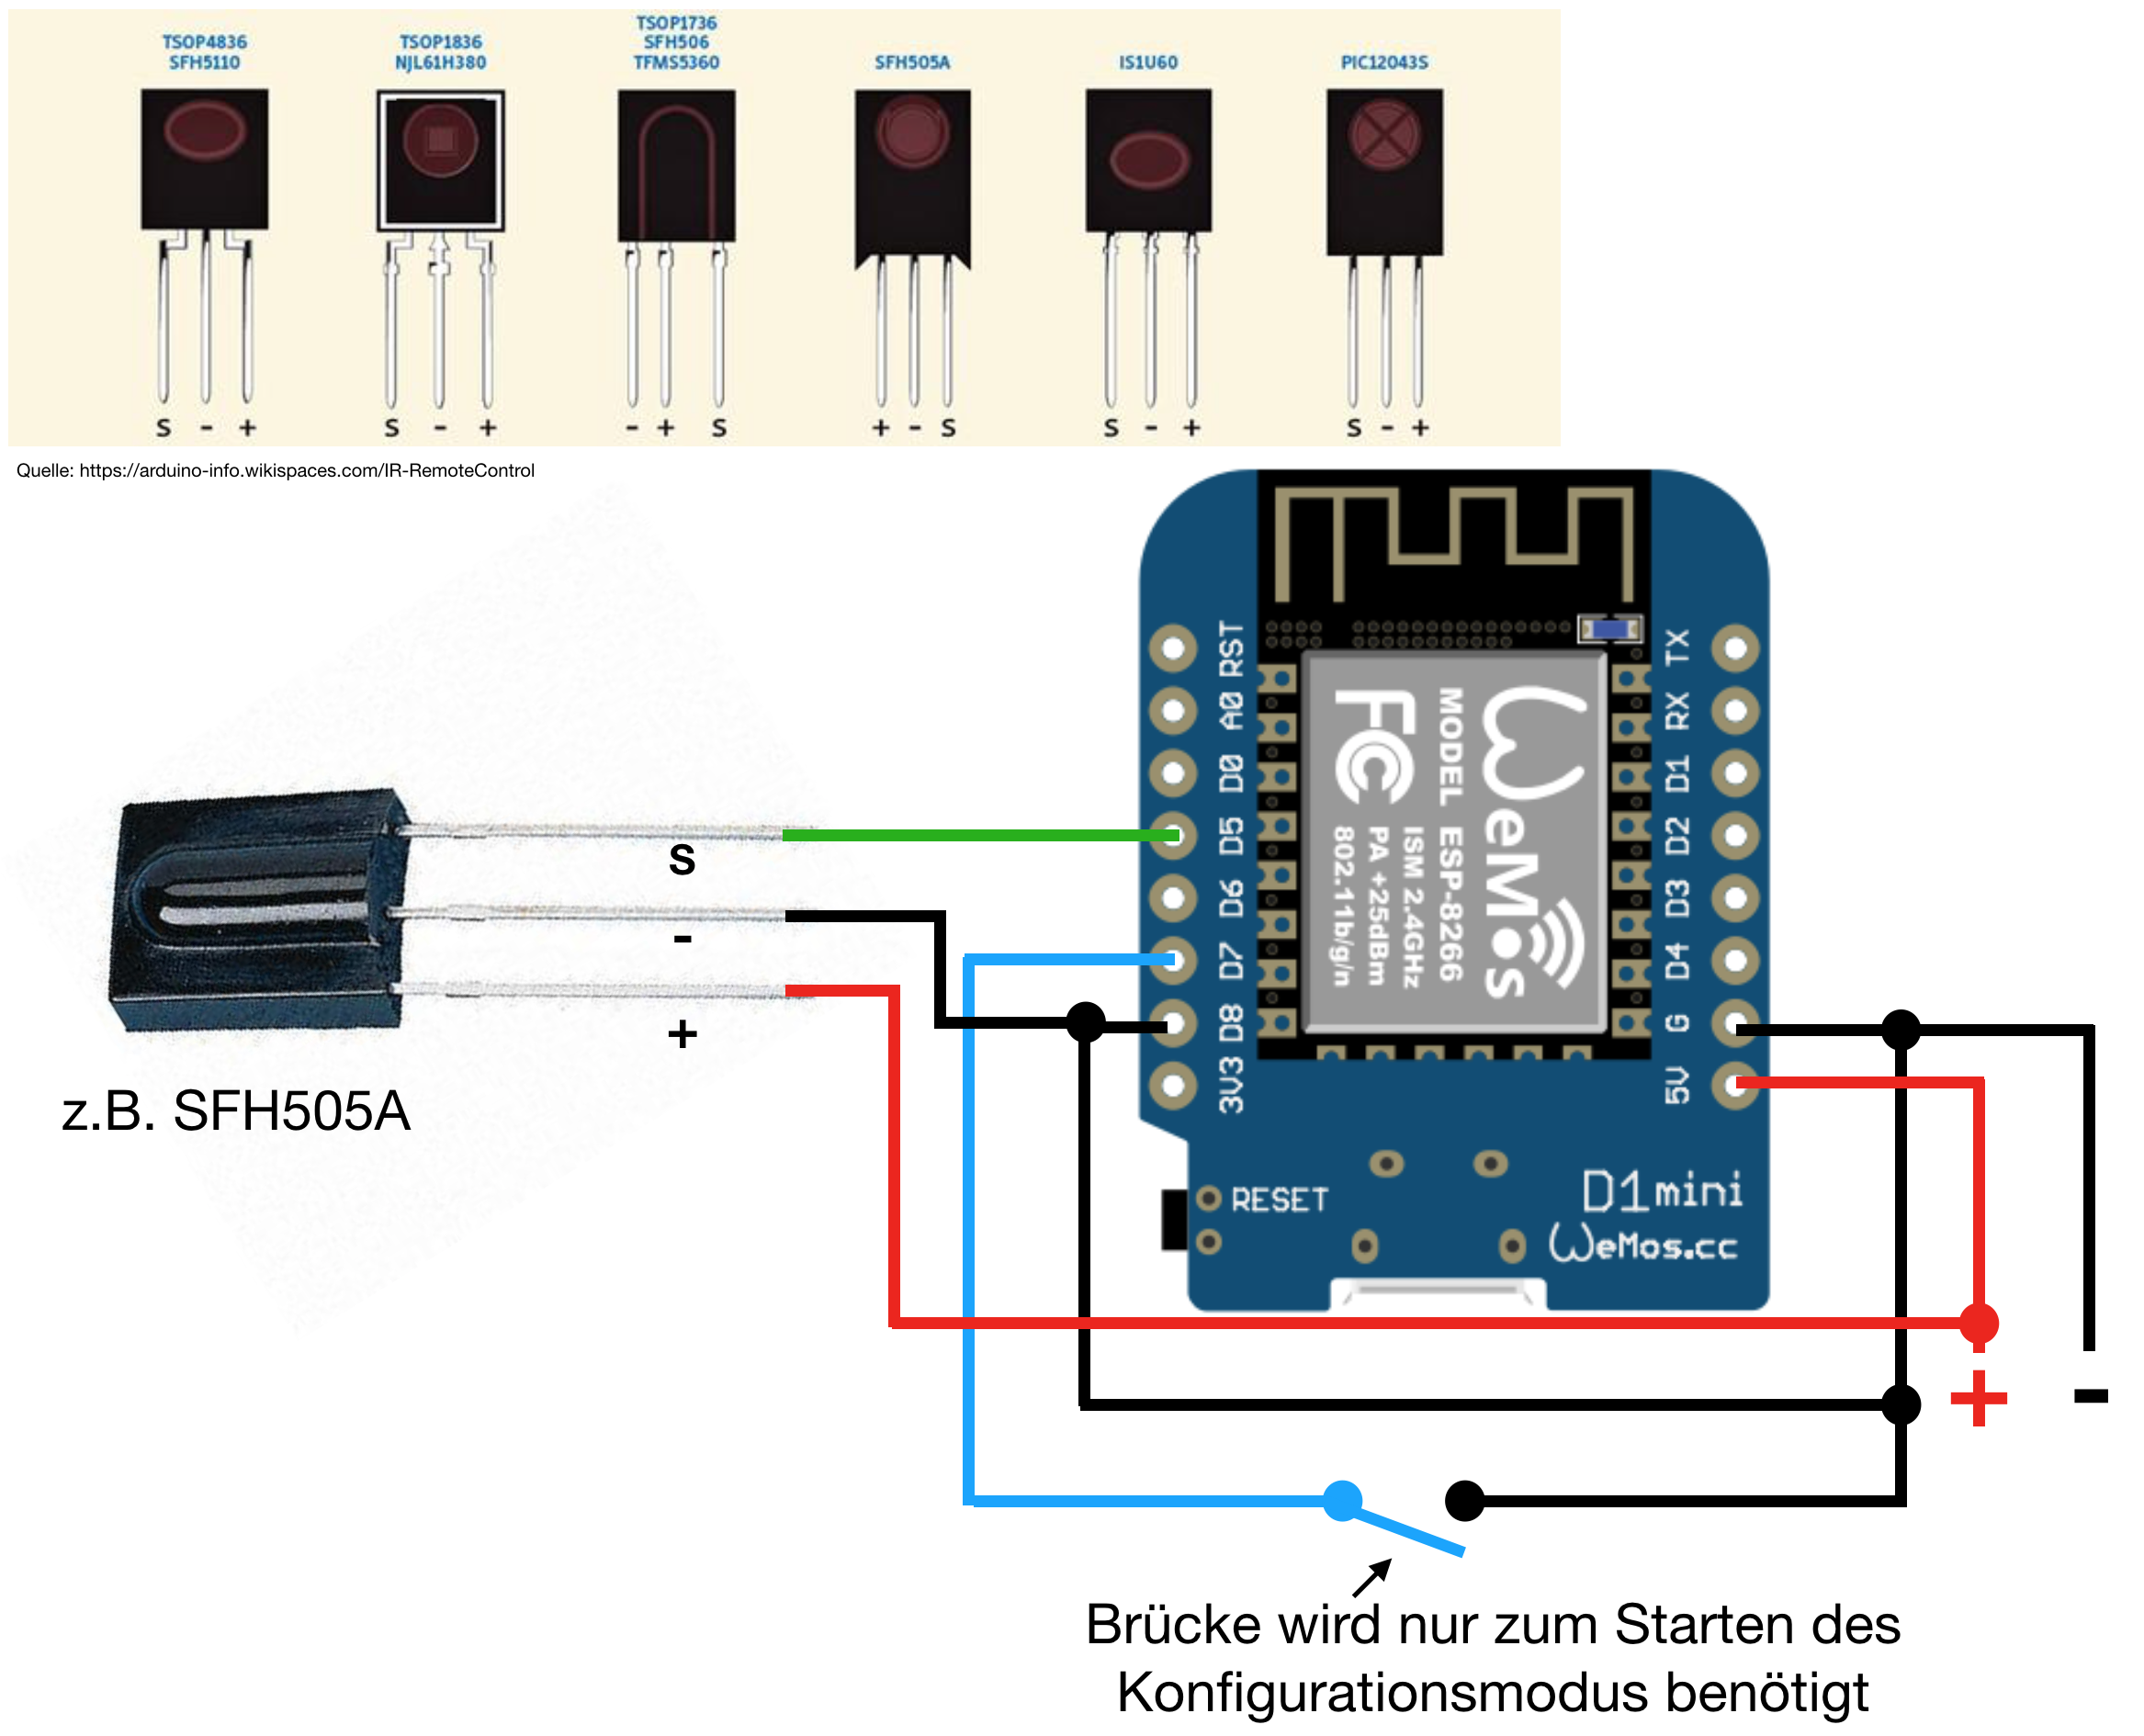 TSOP4836
SFH5110
TSOP1836
NJL61H380
TSOP1736
SFH506
TFMS5360
SFH505A
IS1U60
PIC12043S
S - +
S - +
- + S
+ - S
S - +
S - +
Quelle: https://arduino-info.wikispaces.com/IR-RemoteControl
S
-
+
z.B. SFH505A
RST
A0
D0
D5
D6
D7
D8
3V3
TX
RX
D1
D2
D3
D4
G
5V
WeMos
MODEL ESP-8266
ISM 2.4GHz
PA +25dBm
802.11b/g/n
FC
RESET
D1mini
WeMos.cc
+ -
Brücke wird nur zum Starten des
Konfigurationsmodus benötigt